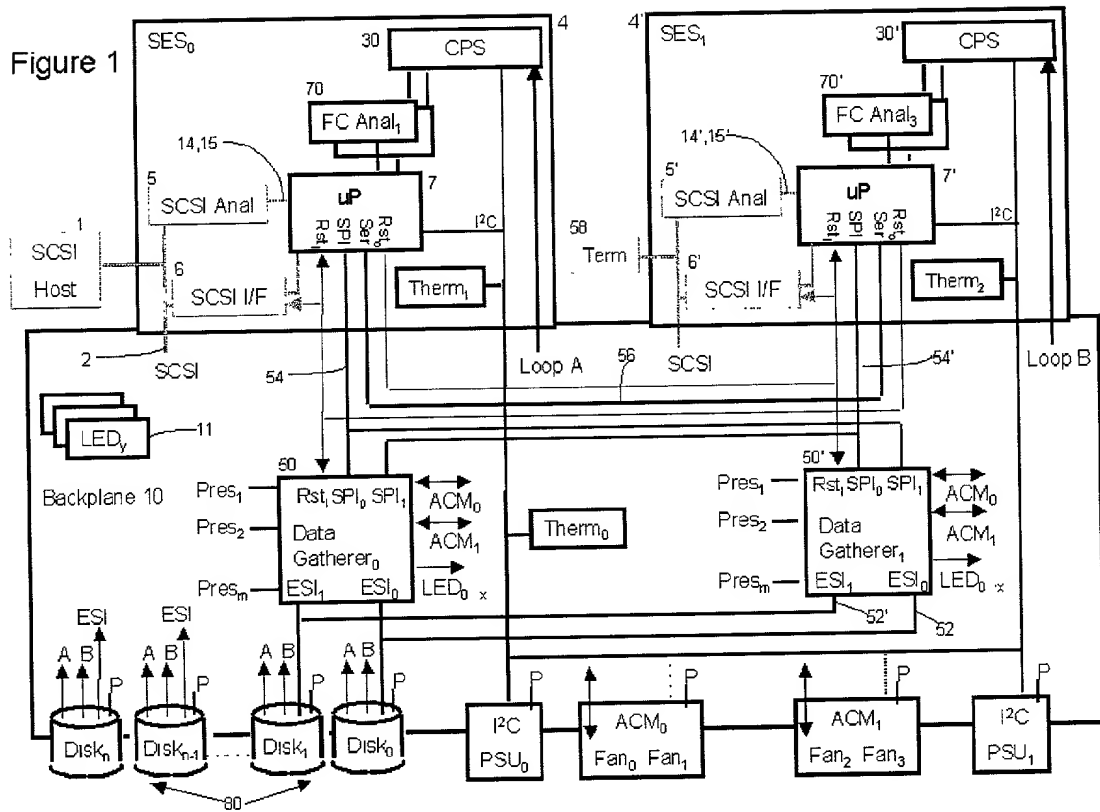 Figure 1
SES₀
30
CPS
4
70
FC Anal₁
14,15
5
SCSI Anal
7
uP
Rstᵢ SPI Ser Rst₀
I²C
1
SCSI
Host
6
SCSI I/F
Therm₁
2
SCSI
Loop A
4'
SES₁
30'
CPS
70'
FC Anal₃
14',15'
5'
SCSI Anal
7'
uP
Rstᵢ SPI Ser Rst₀
I²C
58
Term
6'
SCSI I/F
Therm₂
SCSI
Loop B
54
56
54'
LEDy
11
Backplane 10
50
Pres₁
Pres₂
Presₘ
Rstᵢ SPI₀ SPI₁
Data
Gatherer₀
ESI₁ ESI₀
ACM₀
ACM₁
LED₀ ₓ
Therm₀
50'
Pres₁
Pres₂
Presₘ
Rstᵢ SPI₀ SPI₁
Data
Gatherer₁
ESI₁ ESI₀
ACM₀
ACM₁
LED₀ ₓ
52'
52
A B ESI P
Diskₙ
A B ESI P
Diskₙ₋₁
A B P
Disk₁
A B P
Disk₀
80
P
I²C
PSU₀
P
ACM₀
Fan₀ Fan₁
P
ACM₁
Fan₂ Fan₃
P
I²C
PSU₁